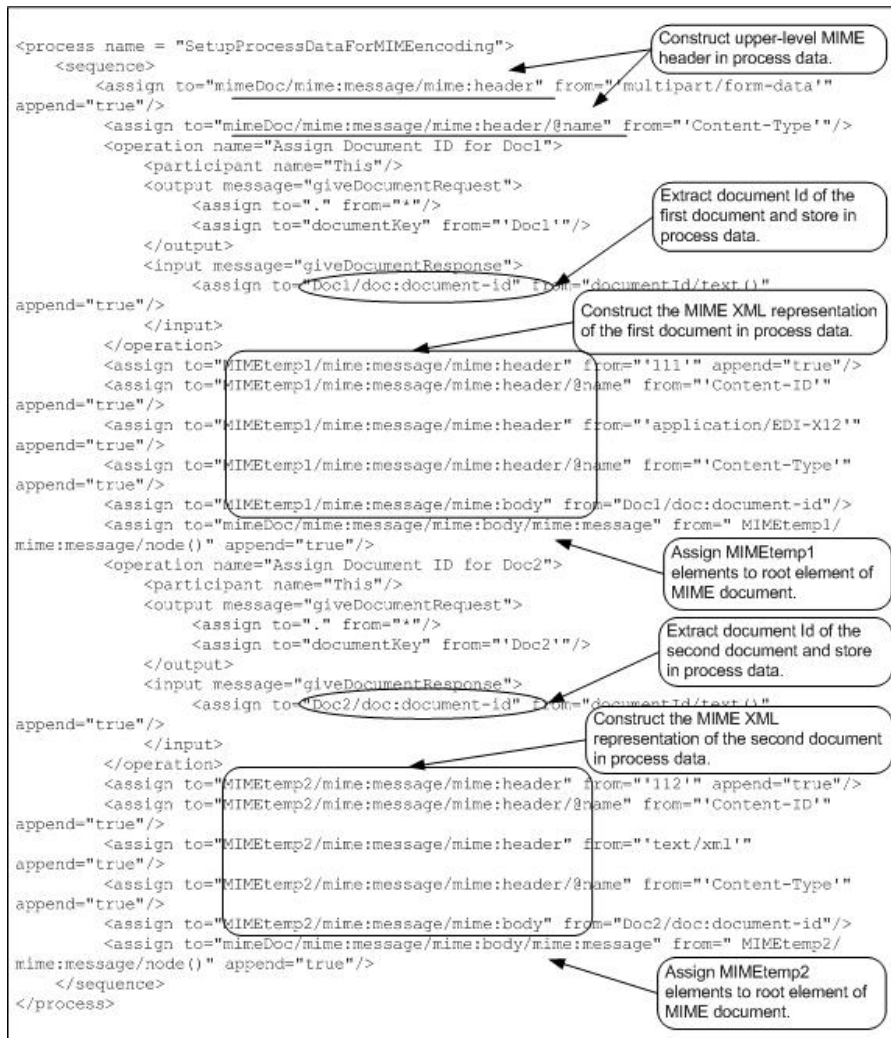 <process name = "SetupProcessDataForMIMEencoding">
<sequence>
<assign to="mimeDoc/mime:message/mime:header" from="'multipart/form-data'"
append="true"/>
<assign to="mimeDoc/mime:message/mime:header/@name" from="'Content-Type'"/>
<operation name="Assign Document ID for Doc1">
<participant name="This"/>
<output message="giveDocumentRequest">
<assign to="." from="*"/>
<assign to="documentKey" from="'Doc1'"/>
</output>
<input message="giveDocumentResponse">
<assign to="Doc1/doc:document-id" from="documentId/text()"
append="true"/>
</input>
</operation>
<assign to="MIMEtemp1/mime:message/mime:header" from="'111'" append="true"/>
<assign to="MIMEtemp1/mime:message/mime:header/@name" from="'Content-ID'"
append="true"/>
<assign to="MIMEtemp1/mime:message/mime:header" from="'application/EDI-X12'"
append="true"/>
<assign to="MIMEtemp1/mime:message/mime:header/@name" from="'Content-Type'"
append="true"/>
<assign to="MIMEtemp1/mime:message/mime:body" from="Doc1/doc:document-id"/>
<assign to="mimeDoc/mime:message/mime:body/mime:message" from=" MIMEtemp1/
mime:message/node()" append="true"/>
<operation name="Assign Document ID for Doc2">
<participant name="This"/>
<output message="giveDocumentRequest">
<assign to="." from="*"/>
<assign to="documentKey" from="'Doc2'"/>
</output>
<input message="giveDocumentResponse">
<assign to="Doc2/doc:document-id" from="documentId/text()"
append="true"/>
</input>
</operation>
<assign to="MIMEtemp2/mime:message/mime:header" from="'112'" append="true"/>
<assign to="MIMEtemp2/mime:message/mime:header/@name" from="'Content-ID'"
append="true"/>
<assign to="MIMEtemp2/mime:message/mime:header" from="'text/xml'"
append="true"/>
<assign to="MIMEtemp2/mime:message/mime:header/@name" from="'Content-Type'"
append="true"/>
<assign to="MIMEtemp2/mime:message/mime:body" from="Doc2/doc:document-id"/>
<assign to="mimeDoc/mime:message/mime:body/mime:message" from=" MIMEtemp2/
mime:message/node()" append="true"/>
</sequence>
</process>
Construct upper-level MIME
header in process data.
Extract document Id of the
first document and store in
process data.
Construct the MIME XML representation
of the first document in process data.
Assign MIMEtemp1
elements to root element of
MIME document.
Extract document Id of the
second document and store
in process data.
Construct the MIME XML
representation of the second document
in process data.
Assign MIMEtemp2
elements to root element of
MIME document.